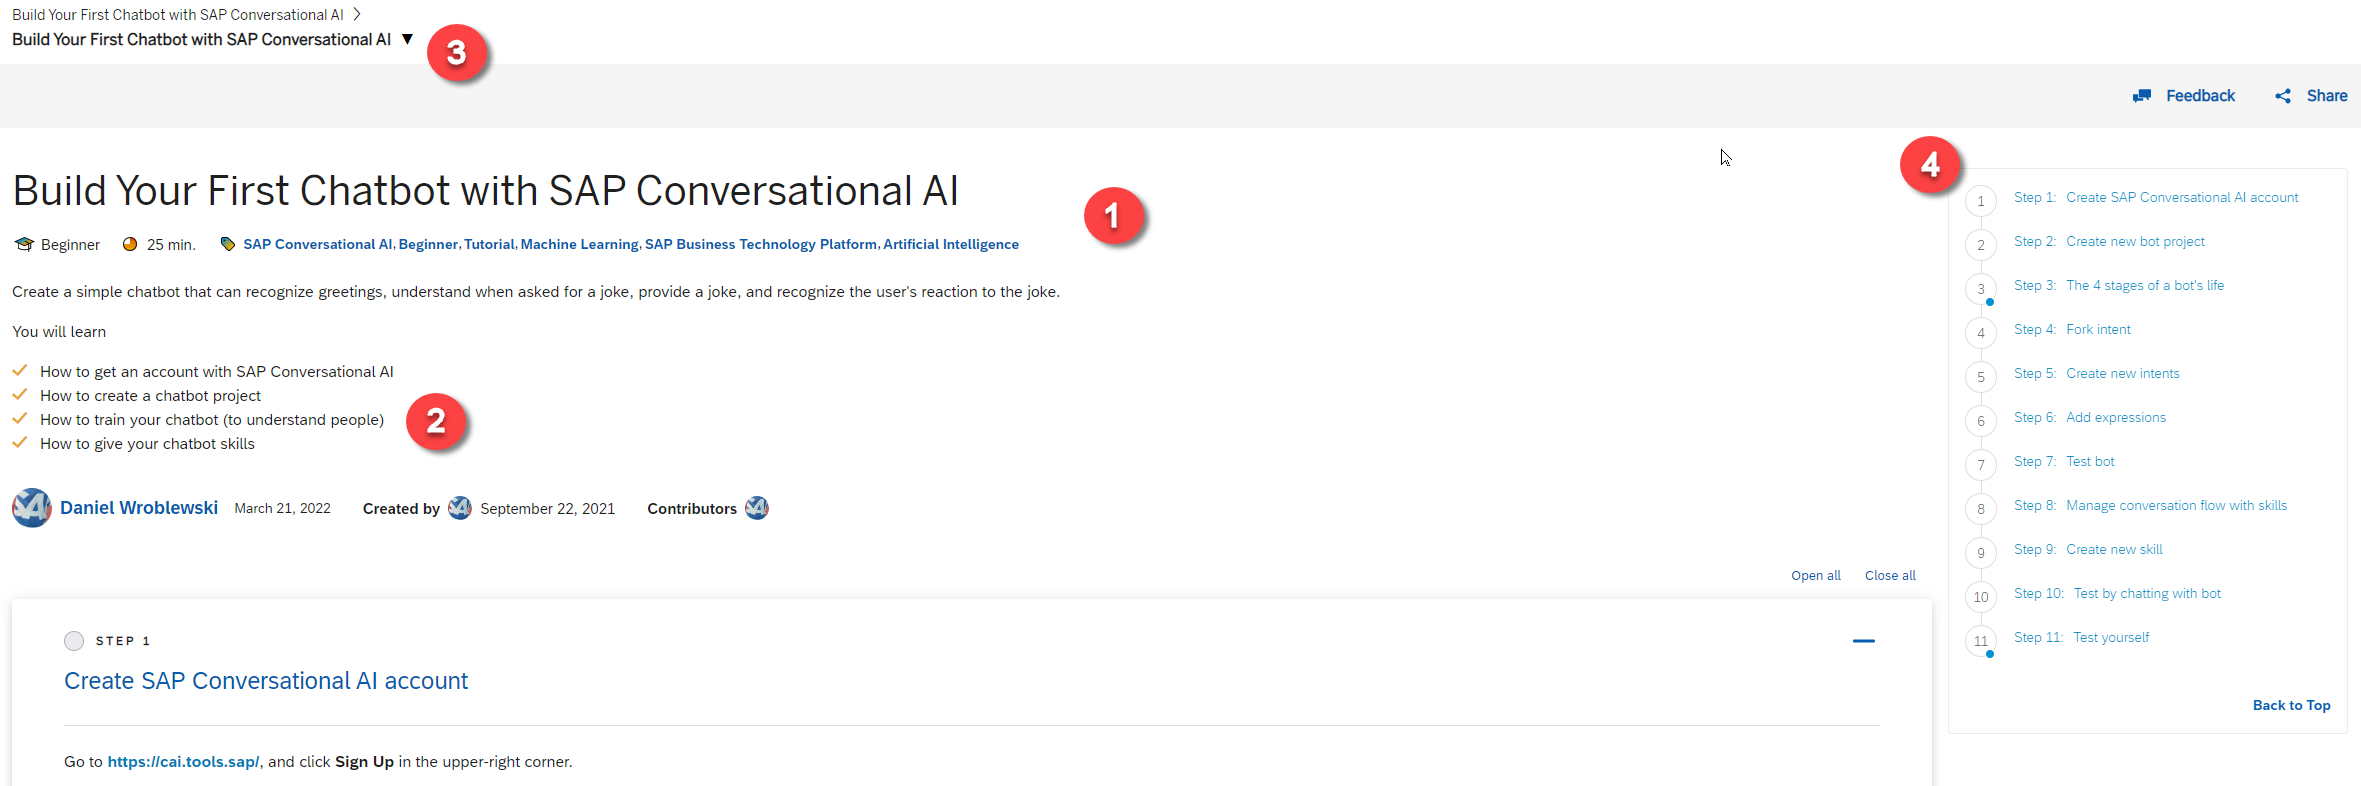 Build Your First Chatbot with SAP Conversational AI
Build Your First Chatbot with SAP Conversational AI
3
Feedback Share
Build Your First Chatbot with SAP Conversational AI
1
Beginner 25 min. SAP Conversational AI, Beginner, Tutorial, Machine Learning, SAP Business Technology Platform, Artificial Intelligence
Create a simple chatbot that can recognize greetings, understand when asked for a joke, provide a joke, and recognize the user's reaction to the joke.
You will learn
How to get an account with SAP Conversational AI
How to create a chatbot project
How to train your chatbot (to understand people)
How to give your chatbot skills
2
Daniel Wroblewski March 21, 2022 Created by September 22, 2021 Contributors
Open all Close all
STEP 1
Create SAP Conversational AI account
Go to https://cai.tools.sap/, and click Sign Up in the upper-right corner.
4
1 Step 1: Create SAP Conversational AI account
2 Step 2: Create new bot project
3 Step 3: The 4 stages of a bot's life
4 Step 4: Fork intent
5 Step 5: Create new intents
6 Step 6: Add expressions
7 Step 7: Test bot
8 Step 8: Manage conversation flow with skills
9 Step 9: Create new skill
10 Step 10: Test by chatting with bot
11 Step 11: Test yourself
Back to Top